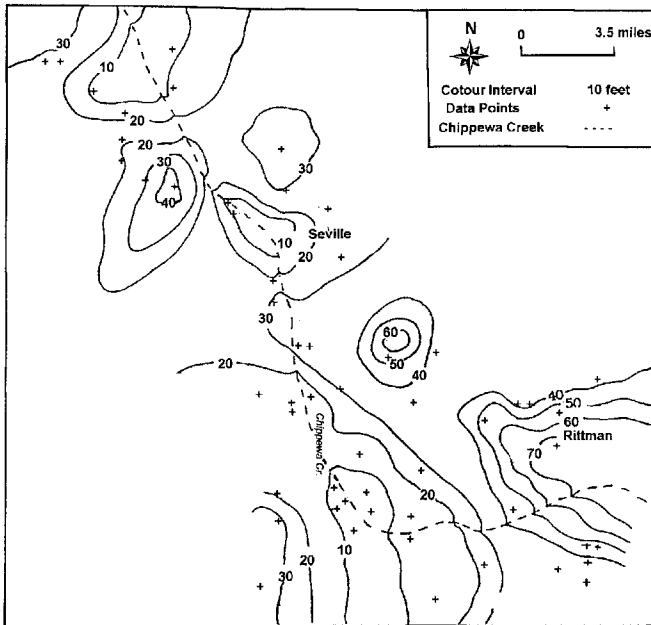 N
0 3.5 miles
Cotour Interval 10 feet
Data Points +
Chippewa Creek ----
30
10
20
20
30
40
30
10
Seville
20
30
60
50
40
20
40
50
60
Rittman
70
Chippewa Cr.
20
20
10
30